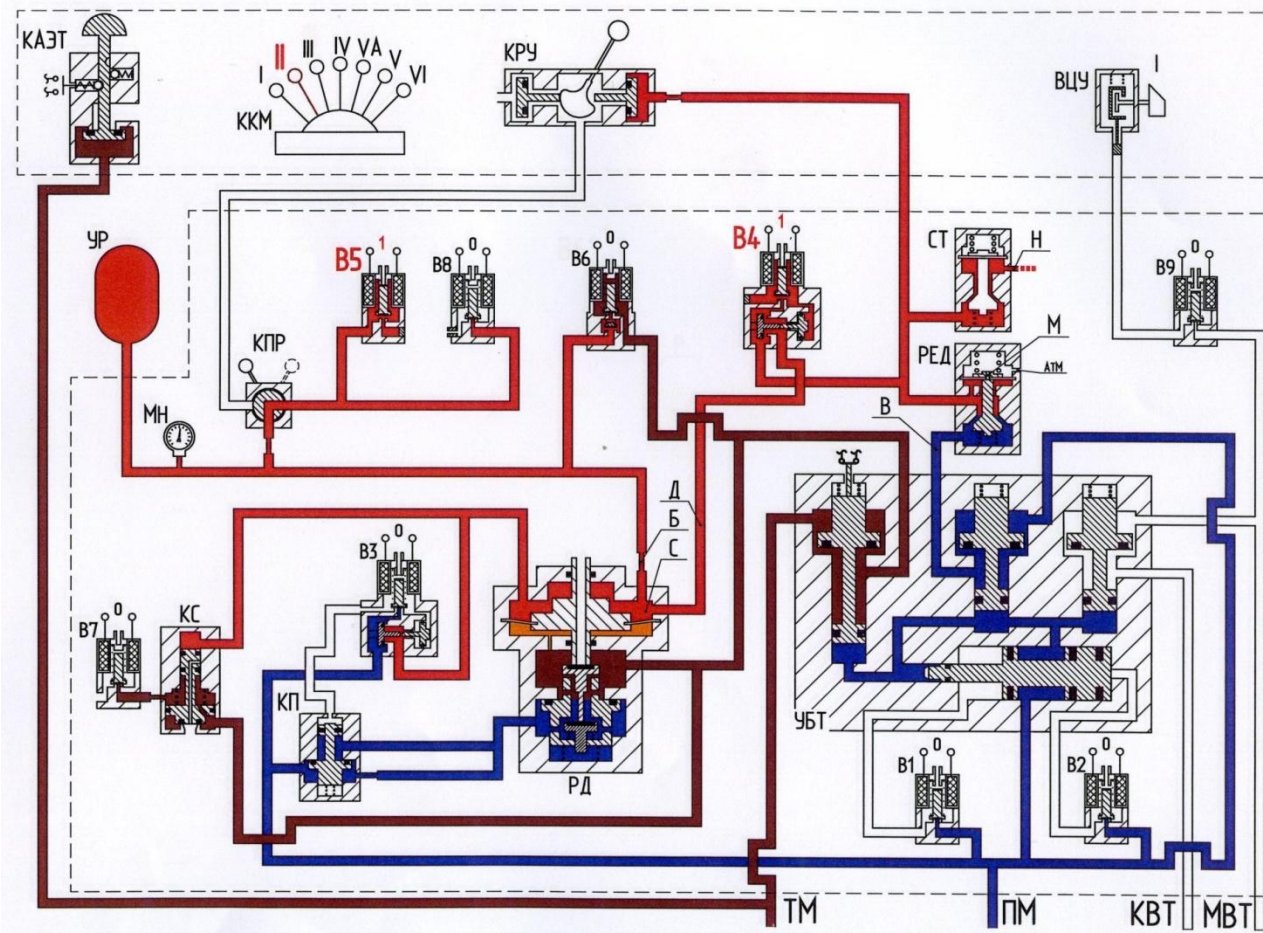 КАЭТ
I
II
III
IV
VA
V
VI
ККМ
КРУ
ВЦУ
I
УР
КПР
МН
В5
1
В8
0
В6
0
В4
1
СТ
Н
В9
0
РЕД
М
АТМ
В
Д
Б
С
В3
0
В7
0
КС
КП
РД
УБТ
В1
0
В2
0
ТМ
ПМ
КВТ
МВТ